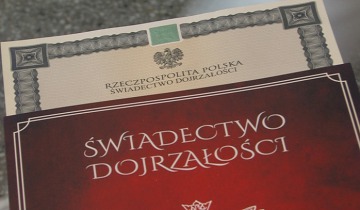 RZECZPOSPOLITA POLSKA
ŚWIADECTWO DOJRZAŁOŚCI
ŚWIADECTWO
DOJRZAŁOŚCI